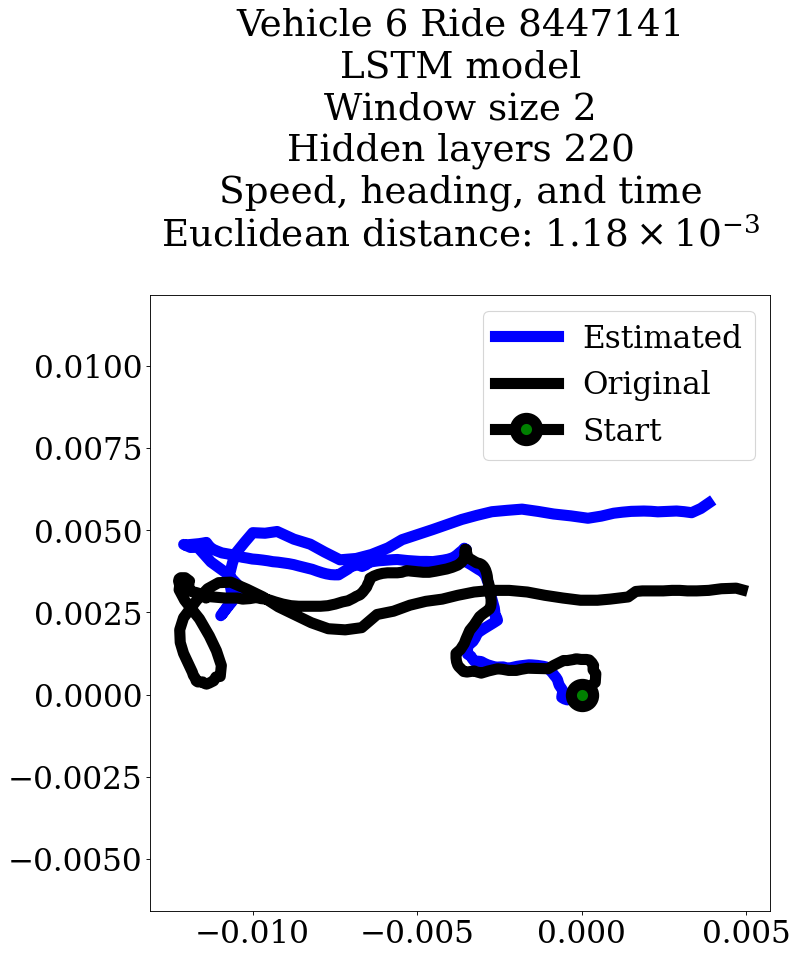 Vehicle 6 Ride 8447141
LSTM model
Window size 2
Hidden layers 220
Speed, heading, and time
Euclidean distance: 1.18 × 10⁻³
Estimated
Original
Start
0.0100
0.0075
0.0050
0.0025
0.0000
−0.0025
−0.0050
−0.010 −0.005 0.000 0.005